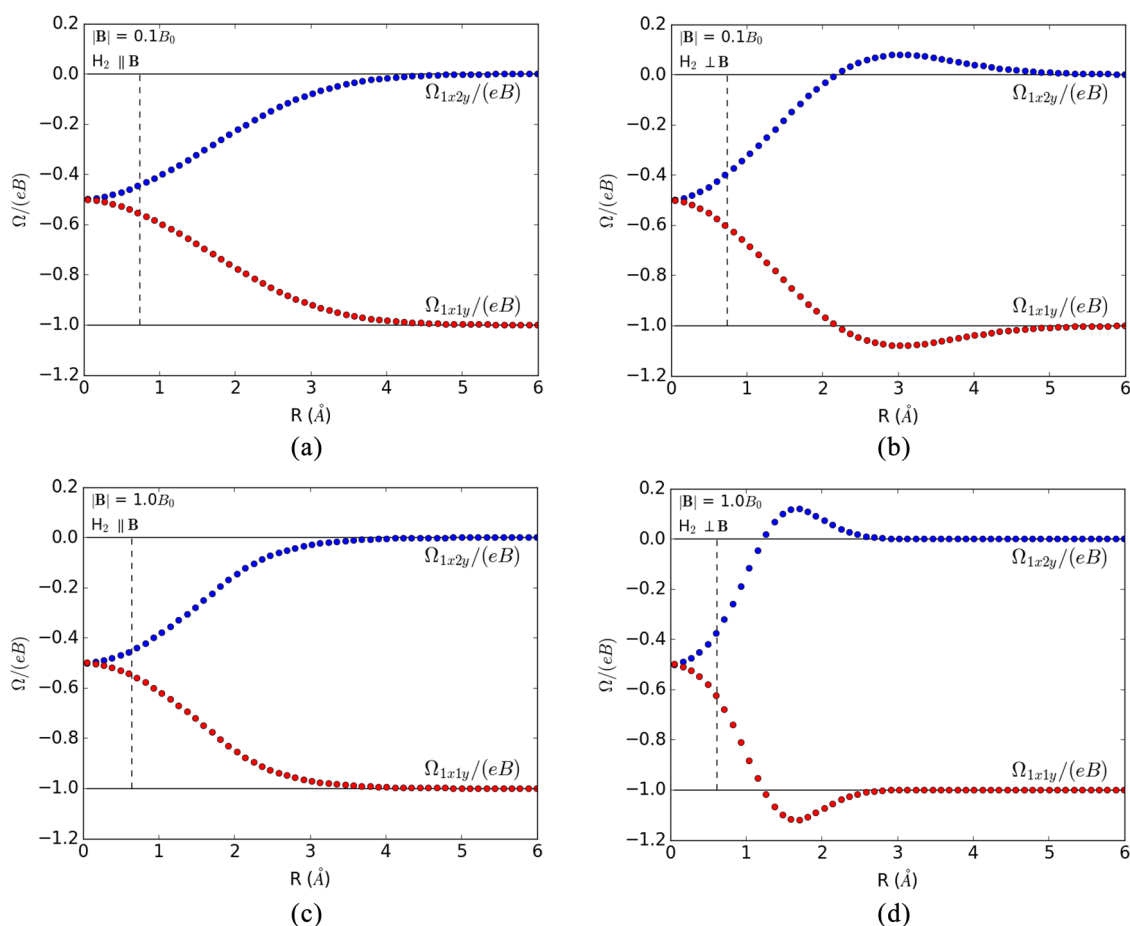 |B| = 0.1B₀
H₂ ∥ B
Ω₁ₓ₂ᵧ/(eB)
Ω₁ₓ₁ᵧ/(eB)
Ω/(eB)
0.2
0.0
−0.2
−0.4
−0.6
−0.8
−1.0
−1.2
0 1 2 3 4 5 6
R (Å)
(a)
|B| = 0.1B₀
H₂ ⊥ B
Ω₁ₓ₂ᵧ/(eB)
Ω₁ₓ₁ᵧ/(eB)
Ω/(eB)
0.2
0.0
−0.2
−0.4
−0.6
−0.8
−1.0
−1.2
0 1 2 3 4 5 6
R (Å)
(b)
|B| = 1.0B₀
H₂ ∥ B
Ω₁ₓ₂ᵧ/(eB)
Ω₁ₓ₁ᵧ/(eB)
Ω/(eB)
0.2
0.0
−0.2
−0.4
−0.6
−0.8
−1.0
−1.2
0 1 2 3 4 5 6
R (Å)
(c)
|B| = 1.0B₀
H₂ ⊥ B
Ω₁ₓ₂ᵧ/(eB)
Ω₁ₓ₁ᵧ/(eB)
Ω/(eB)
0.2
0.0
−0.2
−0.4
−0.6
−0.8
−1.0
−1.2
0 1 2 3 4 5 6
R (Å)
(d)